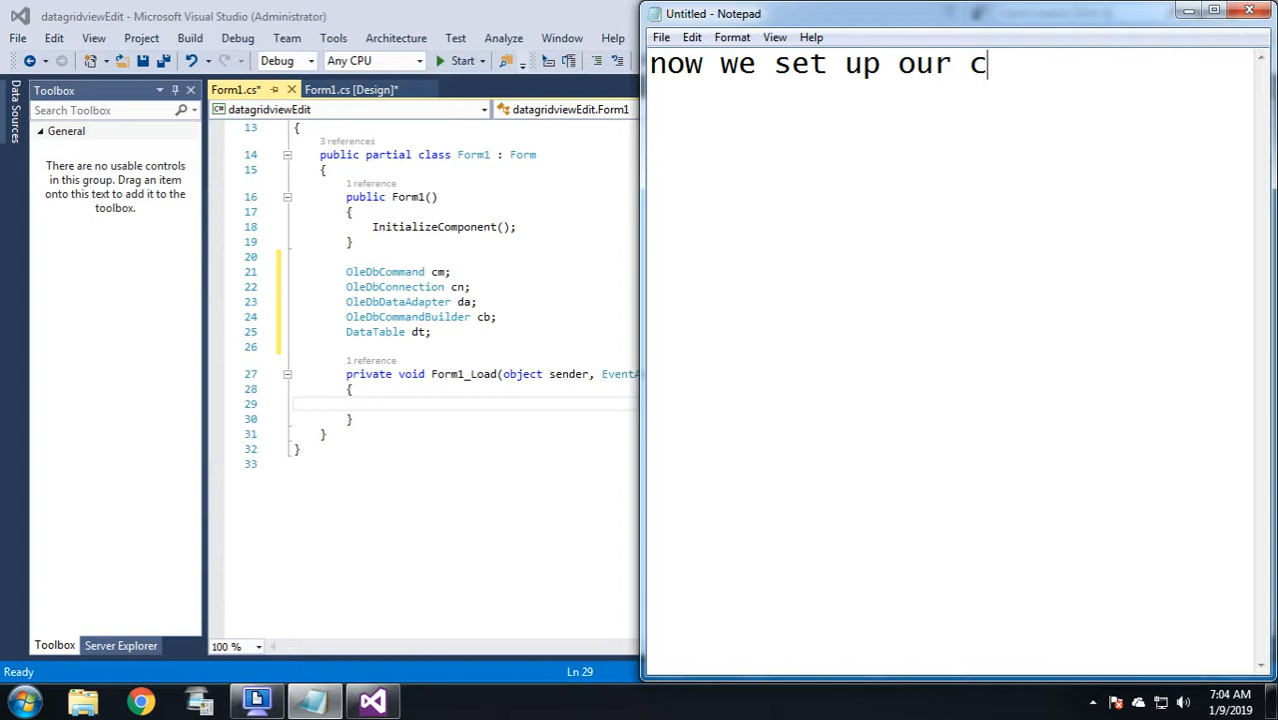 datagridviewEdit - Microsoft Visual Studio (Administrator)
File Edit View Project Build Debug Team Tools Architecture Test Analyze Window Help
Debug Any CPU Start
Data Sources
Toolbox
Search Toolbox
General
There are no usable controls
in this group. Drag an item
onto this text to add it to the
toolbox.
Toolbox Server Explorer
Form1.cs* Form1.cs [Design]*
datagridviewEdit datagridviewEdit.Form1
13 {
3 references
14 public partial class Form1 : Form
15 {
1 reference
16 public Form1()
17 {
18 InitializeComponent();
19 }
20
21 OleDbCommand cm;
22 OleDbConnection cn;
23 OleDbDataAdapter da;
24 OleDbCommandBuilder cb;
25 DataTable dt;
26
1 reference
27 private void Form1_Load(object sender, EventA
28 {
29
30 }
31 }
32 }
33
100 %
Ready Ln 29
Untitled - Notepad
File Edit Format View Help
now we set up our c
7:04 AM
1/9/2019